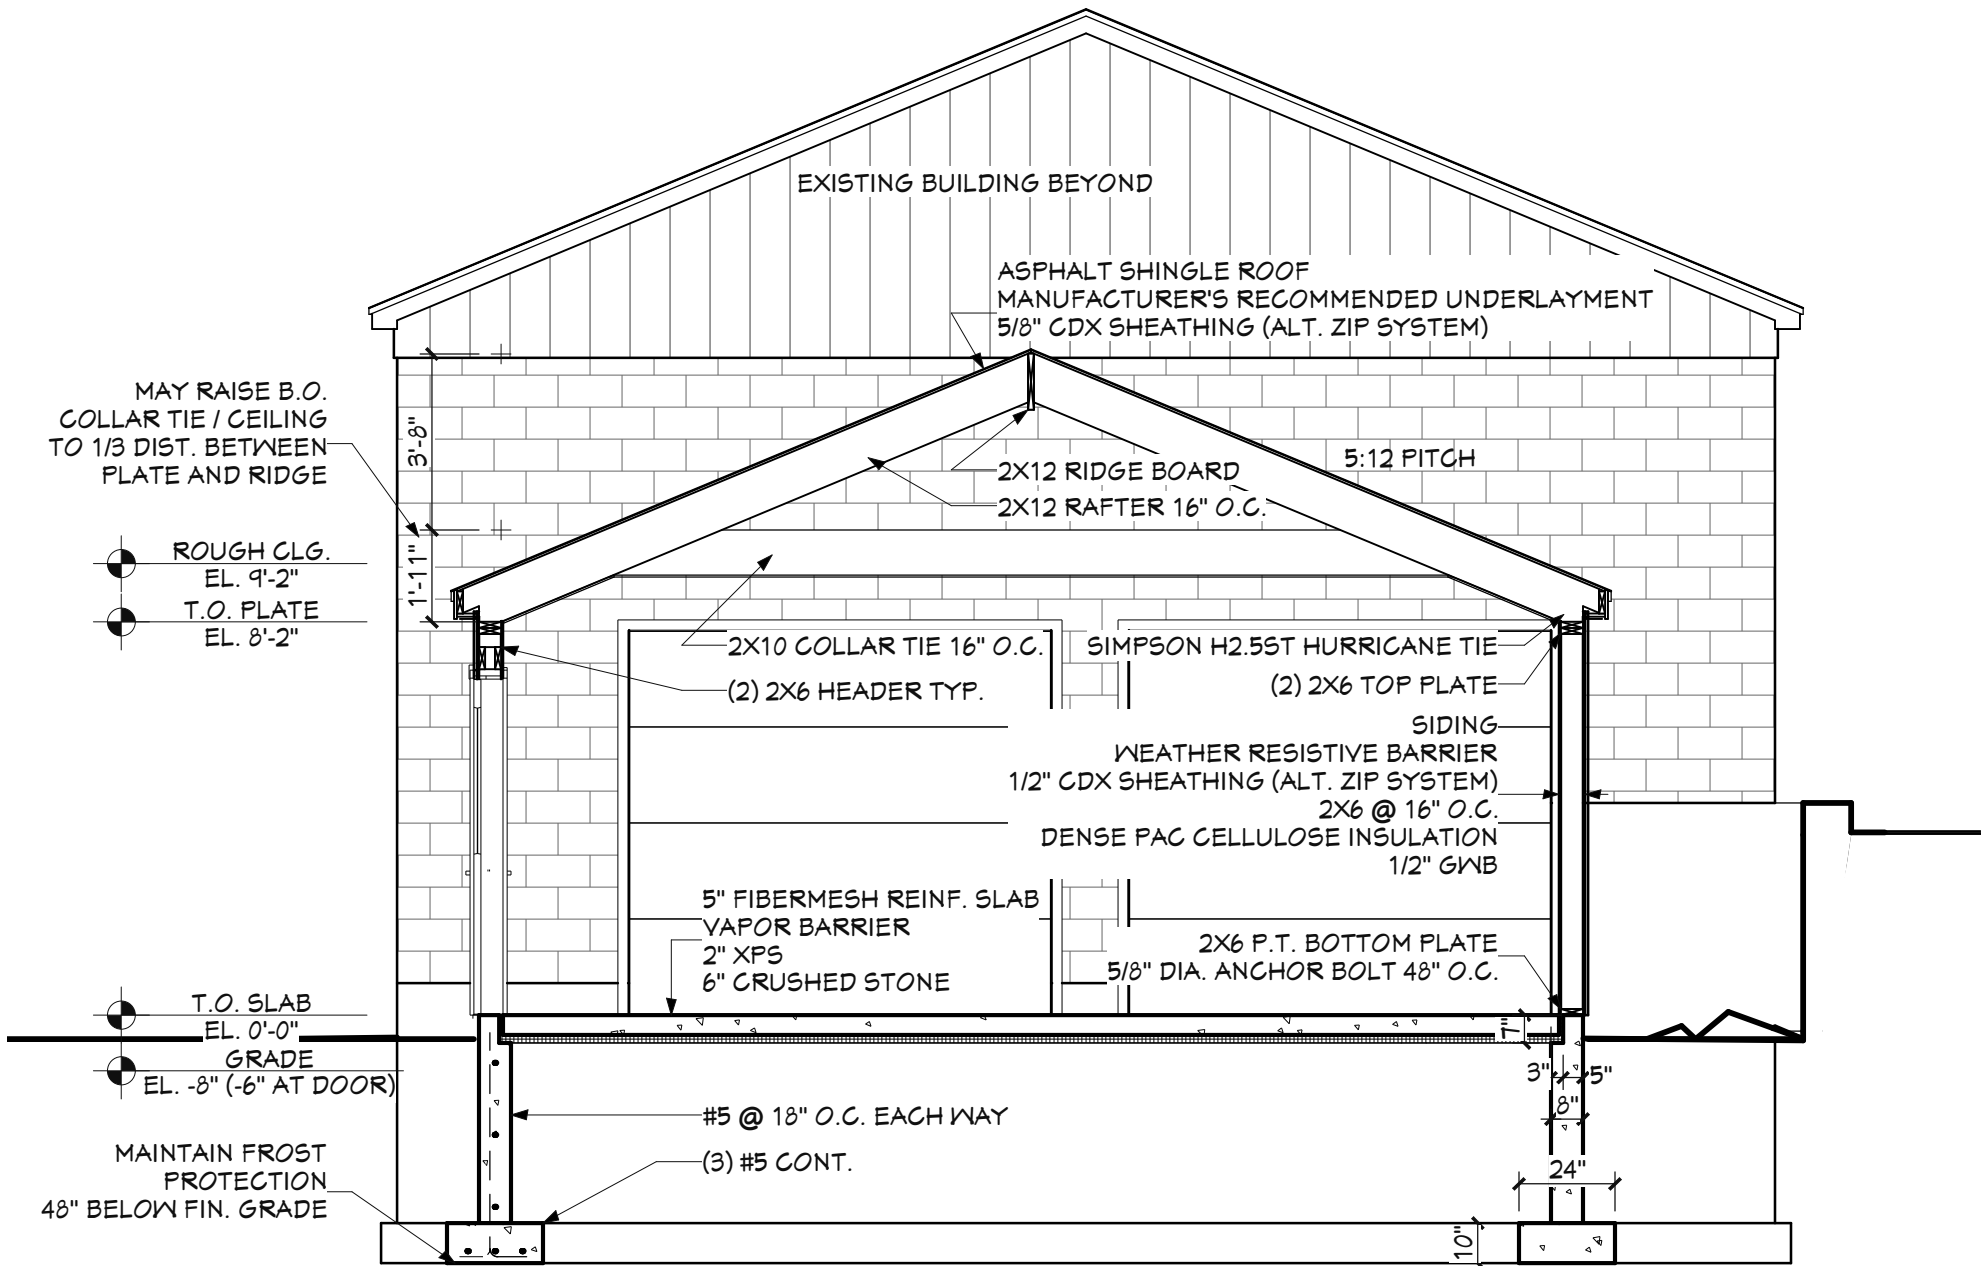 EXISTING BUILDING BEYOND
ASPHALT SHINGLE ROOF
MANUFACTURER'S RECOMMENDED UNDERLAYMENT
5/8" CDX SHEATHING (ALT. ZIP SYSTEM)
MAY RAISE B.O.
COLLAR TIE / CEILING
TO 1/3 DIST. BETWEEN
PLATE AND RIDGE
3'-8"
1'-11"
5:12 PITCH
2X12 RIDGE BOARD
2X12 RAFTER 16" O.C.
ROUGH CLG.
EL. 9'-2"
T.O. PLATE
EL. 8'-2"
2X10 COLLAR TIE 16" O.C.
(2) 2X6 HEADER TYP.
SIMPSON H2.5ST HURRICANE TIE
(2) 2X6 TOP PLATE
SIDING
WEATHER RESISTIVE BARRIER
1/2" CDX SHEATHING (ALT. ZIP SYSTEM)
2X6 @ 16" O.C.
DENSE PAC CELLULOSE INSULATION
1/2" GWB
5" FIBERMESH REINF. SLAB
VAPOR BARRIER
2" XPS
6" CRUSHED STONE
2X6 P.T. BOTTOM PLATE
5/8" DIA. ANCHOR BOLT 48" O.C.
T.O. SLAB
EL. 0'-0"
GRADE
EL. -8" (-6" AT DOOR)
7"
3"
5"
8"
#5 @ 18" O.C. EACH WAY
(3) #5 CONT.
MAINTAIN FROST
PROTECTION
48" BELOW FIN. GRADE
24"
10"